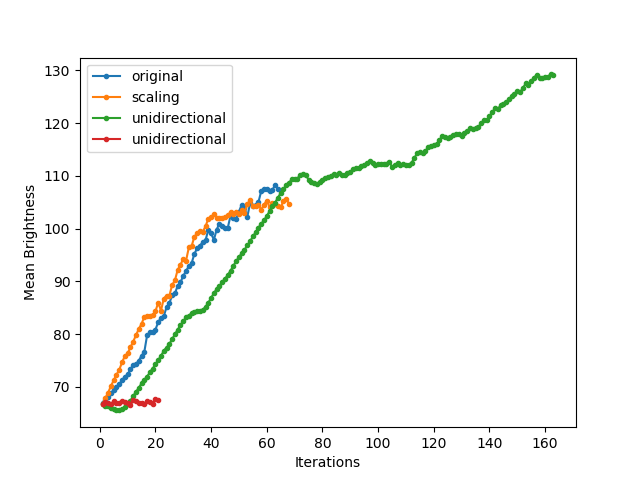 original
scaling
unidirectional
unidirectional
130
120
110
100
90
80
70
Mean Brightness
0 20 40 60 80 100 120 140 160
Iterations